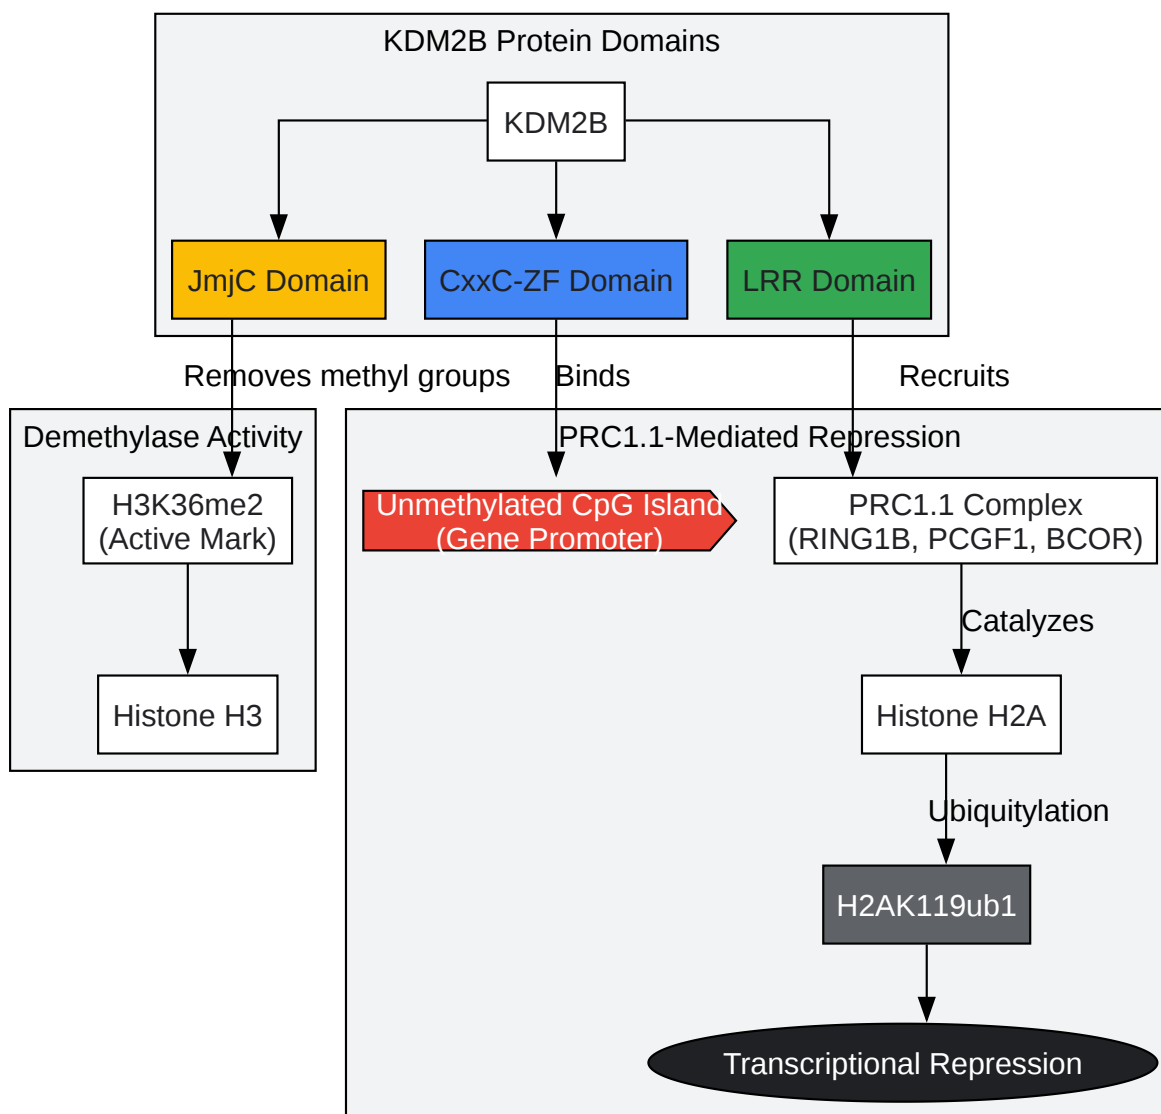 KDM2B Protein Domains
KDM2B
JmjC Domain
CxxC-ZF Domain
LRR Domain
Removes methyl groups
Binds
Recruits
Demethylase Activity
PRC1.1-Mediated Repression
H3K36me2
(Active Mark)
Unmethylated CpG Island
(Gene Promoter)
PRC1.1 Complex
(RING1B, PCGF1, BCOR)
Catalyzes
Histone H3
Histone H2A
Ubiquitylation
H2AK119ub1
Transcriptional Repression